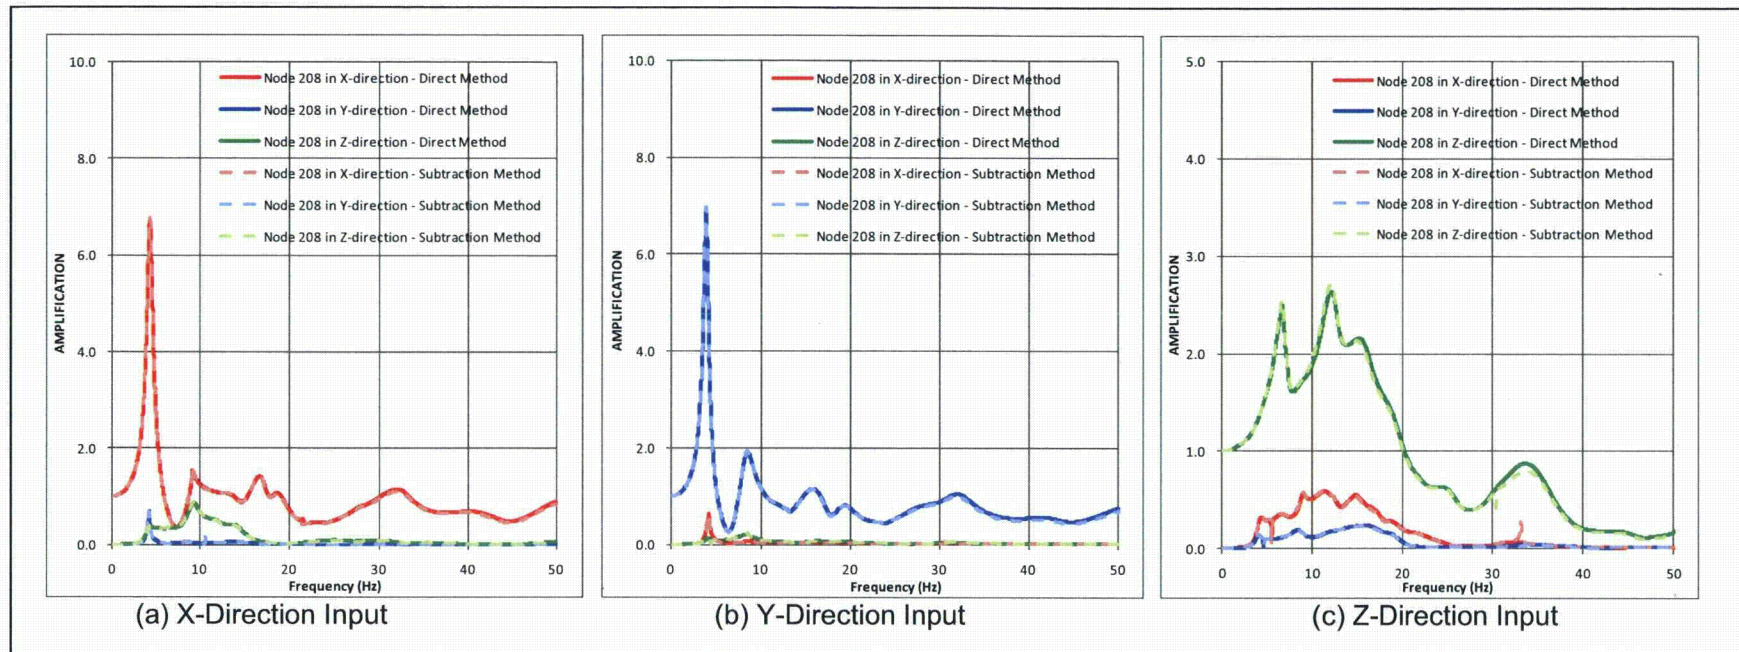 10.0
Node 208 in X-direction - Direct Method
Node 208 in Y-direction - Direct Method
Node 208 in Z-direction - Direct Method
8.0
Node 208 in X-direction - Subtraction Method
Node 208 in Y-direction - Subtraction Method
Node 208 in Z-direction - Subtraction Method
6.0
AMPLIFICATION
4.0
2.0
0.0
0 10 20 30 40 50
Frequency (Hz)
(a) X-Direction Input
10.0
Node 208 in X-direction - Direct Method
Node 208 in Y-direction - Direct Method
Node 208 in Z-direction - Direct Method
8.0
Node 208 in X-direction - Subtraction Method
Node 208 in Y-direction - Subtraction Method
Node 208 in Z-direction - Subtraction Method
6.0
AMPLIFICATION
4.0
2.0
0.0
0 10 20 30 40 50
Frequency (Hz)
(b) Y-Direction Input
5.0
Node 208 in X-direction - Direct Method
Node 208 in Y-direction - Direct Method
Node 208 in Z-direction - Direct Method
4.0
Node 208 in X-direction - Subtraction Method
Node 208 in Y-direction - Subtraction Method
Node 208 in Z-direction - Subtraction Method
3.0
AMPLIFICATION
2.0
1.0
0.0
0 10 20 30 40 50
Frequency (Hz)
(c) Z-Direction Input